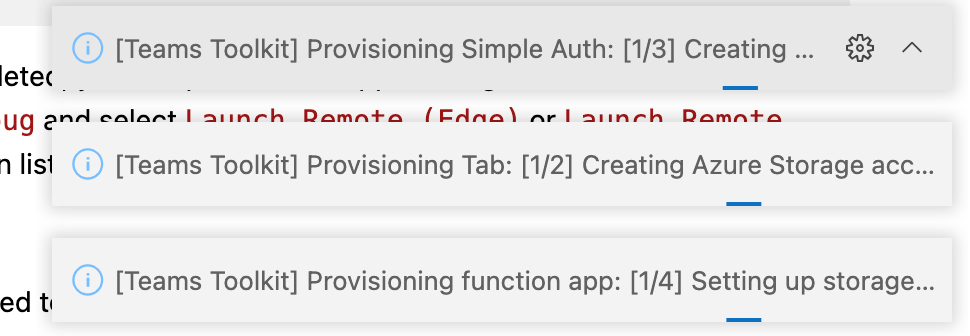 [Teams Toolkit] Provisioning Simple Auth: [1/3] Creating ...
and select Launch Remote (Edge) or Launch Remote
[Teams Toolkit] Provisioning Tab: [1/2] Creating Azure Storage acc...
[Teams Toolkit] Provisioning function app: [1/4] Setting up storage...